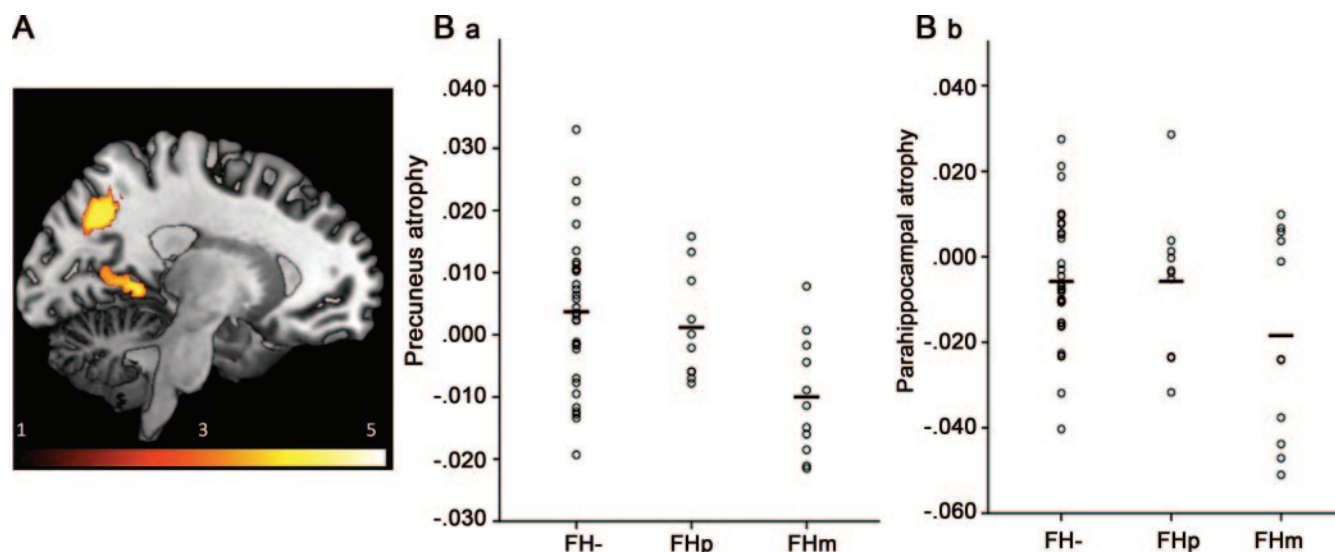 A
1 3 5
B a
Precuneus atrophy
.040
.030
.020
.010
.000
-.010
-.020
-.030
FH- FHp FHm
B b
Parahippocampal atrophy
.040
.020
.000
-.020
-.040
-.060
FH- FHp FHm